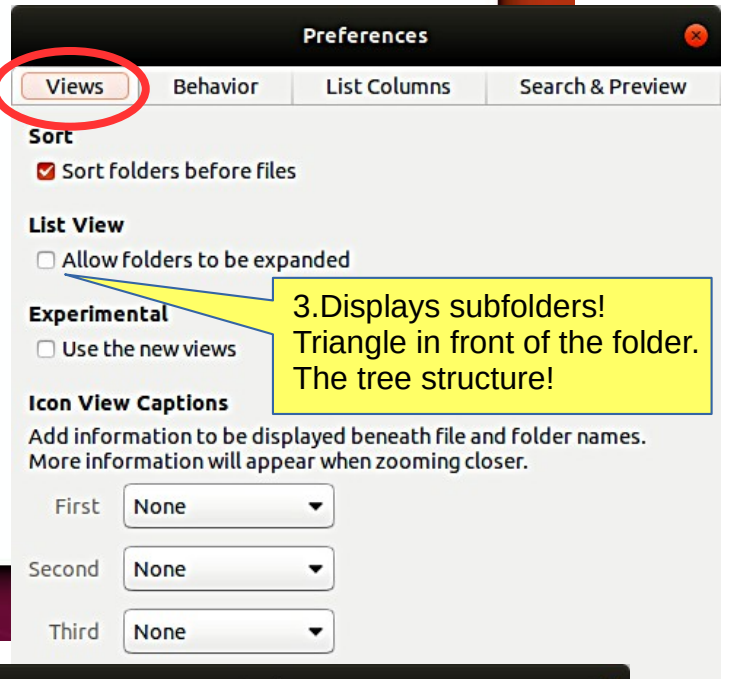 Preferences
Views Behavior List Columns Search & Preview
Sort
Sort folders before files
List View
Allow folders to be expanded
3.Displays subfolders!
Triangle in front of the folder.
The tree structure!
Experimental
Use the new views
Icon View Captions
Add information to be displayed beneath file and folder names.
More information will appear when zooming closer.
First None
Second None
Third None